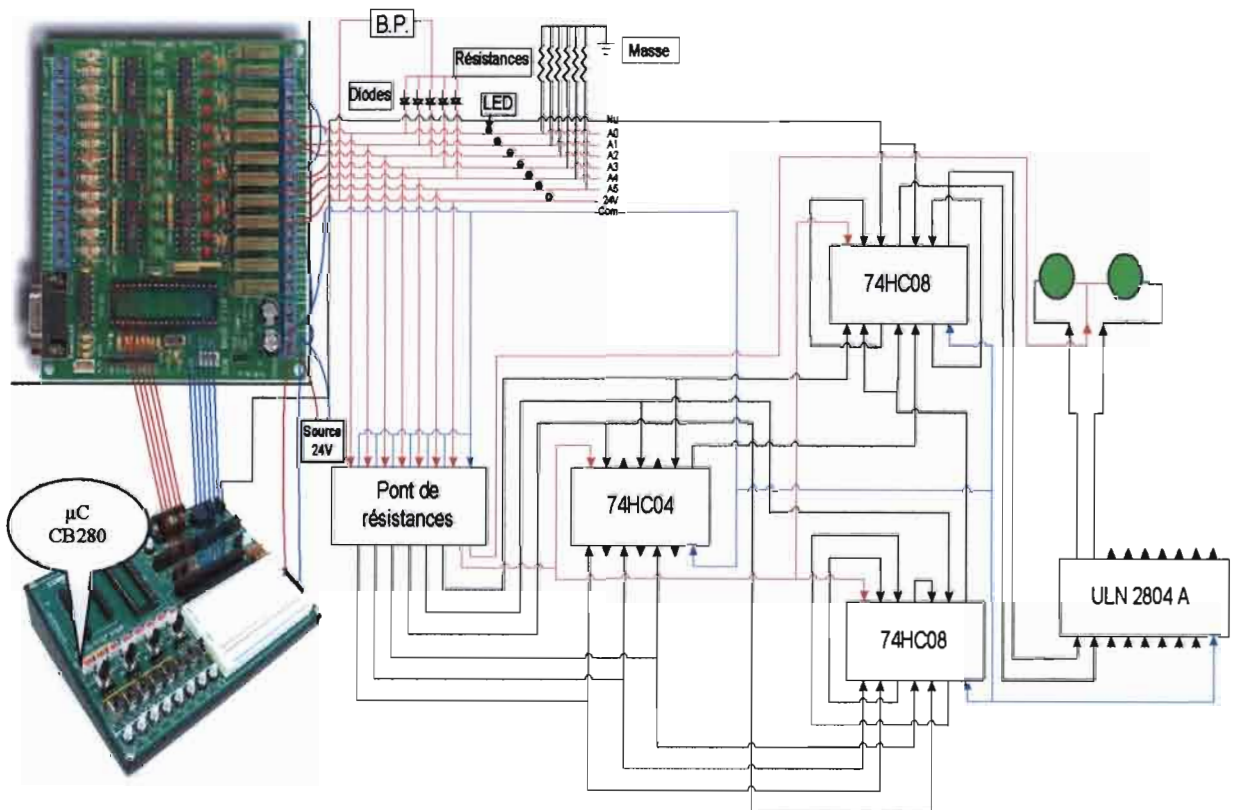 B.P.
Résistances
Masse
Diodes
LED
Nu
A0
A1
A2
A3
A4
A5
24V
Com
74HC08
Source
24V
Pont de
résistances
74HC04
µC
CB280
ULN 2804 A
74HC08